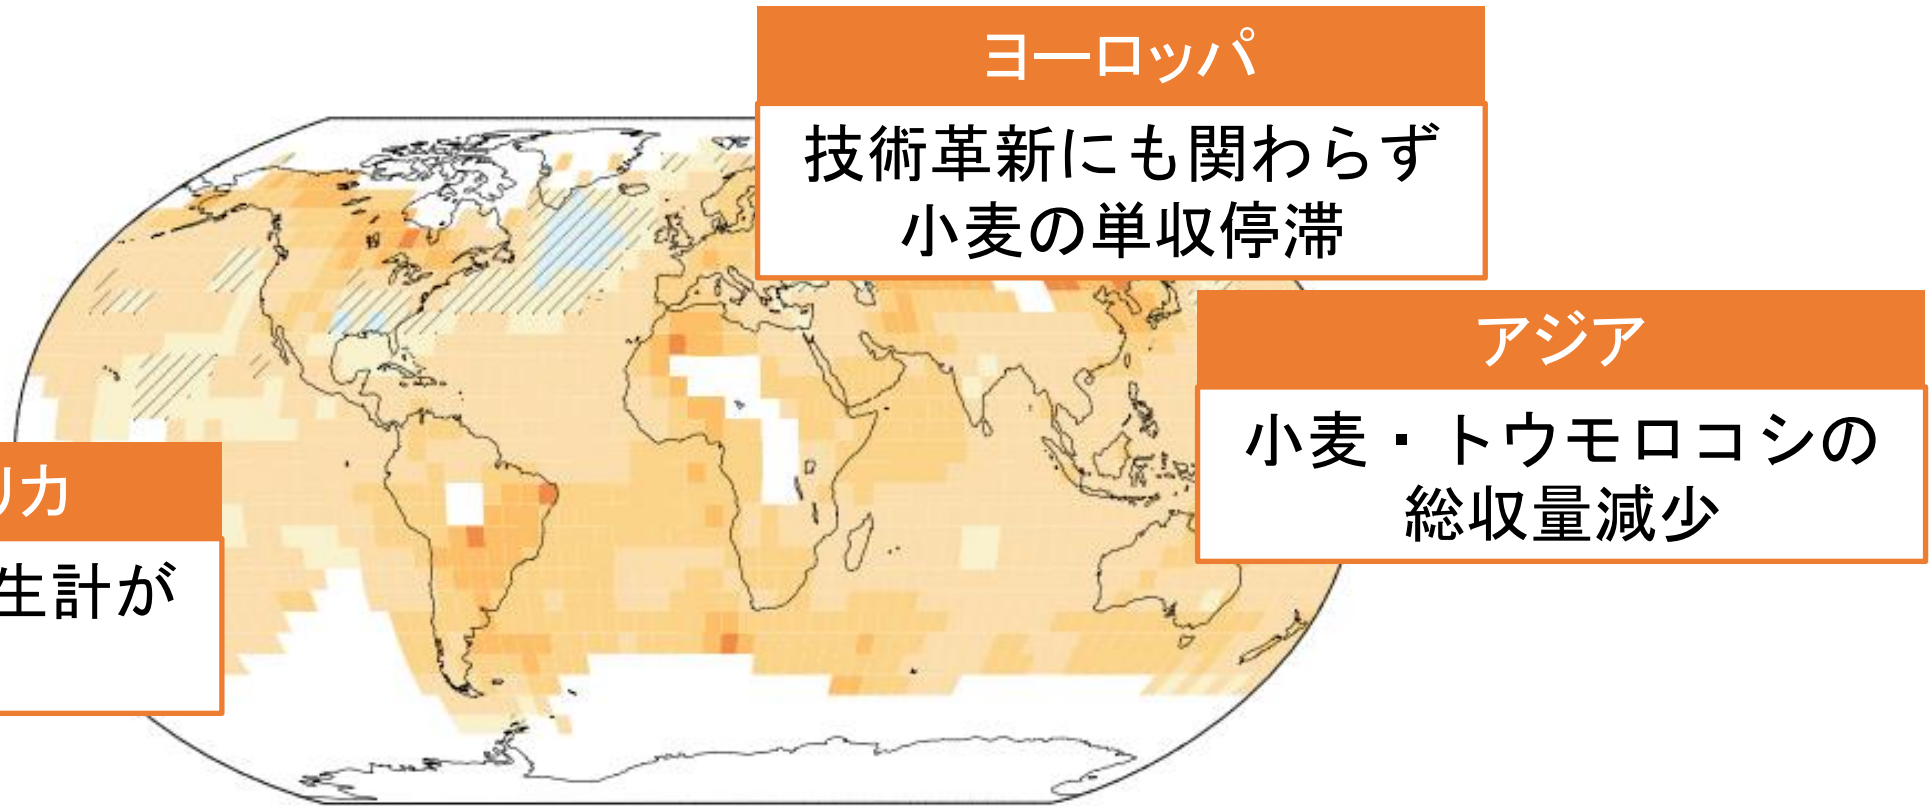 ヨーロッパ
技術革新にも関わらず
小麦の単収停滞
アジア
小麦・トウモロコシの
総収量減少
リカ
生計が